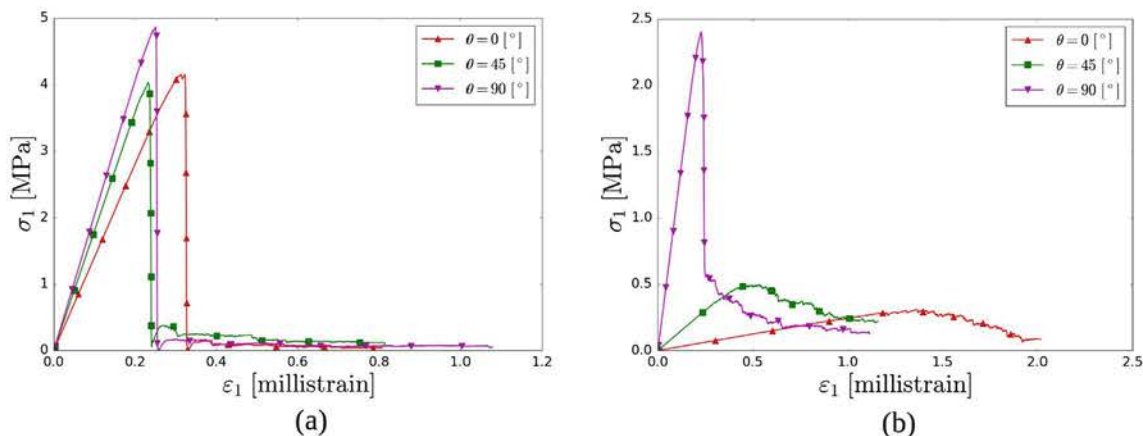 5
4
3
2
1
0
σ₁ [MPa]
0.0 0.2 0.4 0.6 0.8 1.0 1.2
ε₁ [millistrain]
θ = 0 [°]
θ = 45 [°]
θ = 90 [°]
(a)
2.5
2.0
1.5
1.0
0.5
0.0
σ₁ [MPa]
0.0 0.5 1.0 1.5 2.0 2.5
ε₁ [millistrain]
θ = 0 [°]
θ = 45 [°]
θ = 90 [°]
(b)